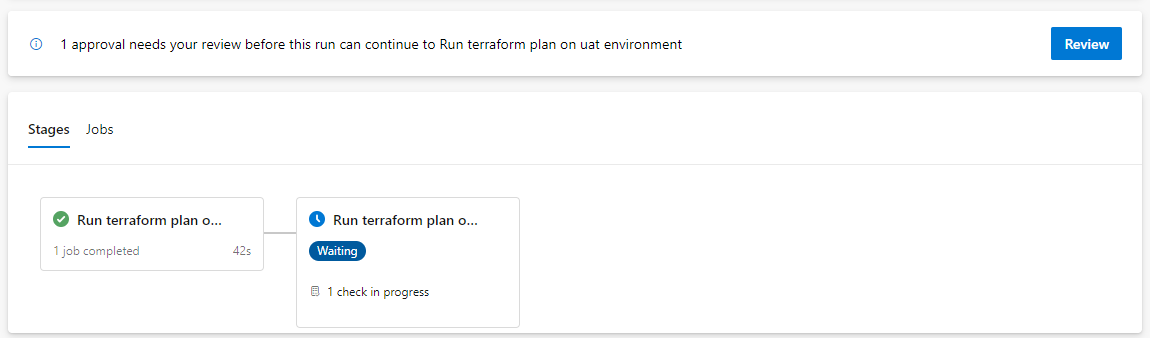 1 approval needs your review before this run can continue to Run terraform plan on uat environment
Review
Stages Jobs
Run terraform plan o...
1 job completed 42s
Run terraform plan o...
Waiting
1 check in progress